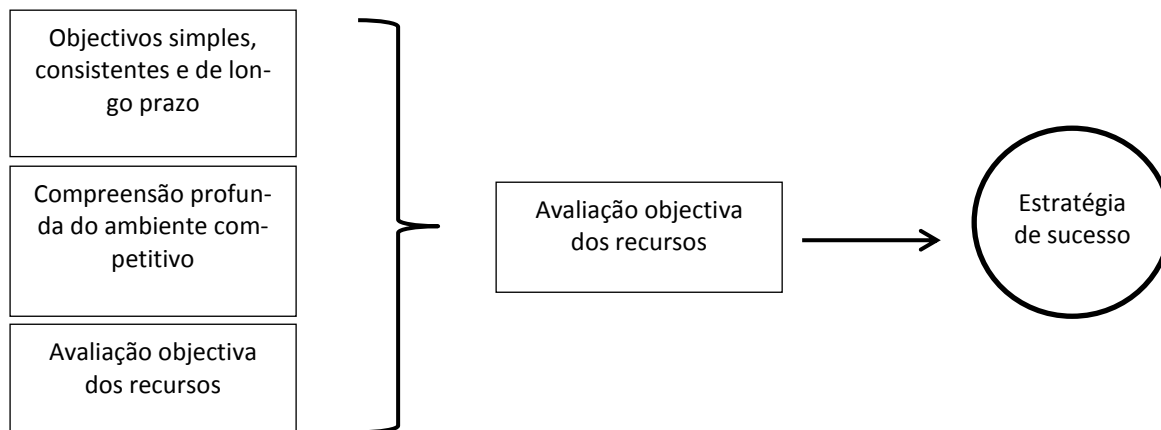 Objectivos simples,
consistentes e de lon-
go prazo
Compreensão profun-
da do ambiente com-
petitivo
Avaliação objectiva
dos recursos
Avaliação objectiva
dos recursos
Estratégia
de sucesso